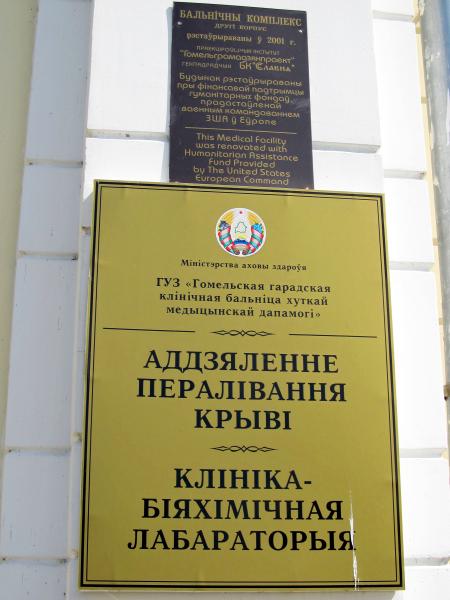 БАЛЬНІЧНЫ КОМПЛЕКС
ДРУГІ КОРПУС
РЭСТАЎРЫРАВАНЫ Ў 2001 г.
ПРАЕКЦІРОЎШЧЫК ІНСТЫТУТ
"Гомельграмадзянпраект"
ГЕНПАДРАДЧЫК БК "Славна"
Будынак рэстаўрыраваны
пры фінансавай падтрымцы
гуманітарных фондаў,
прадастаўленай
ваенным камандаваннем
ЗША ў Еўропе
This Medical Facility
was renovated with
Humanitarian Assistance
Fund Provided
by The United States
European Command
Міністэрства аховы здароўя
ГУЗ «Гомельская гарадская
клінічная бальніца хуткай
медыцынскай дапамогі»
АДДЗЯЛЕННЕ
ПЕРАЛІВАННЯ
КРЫВІ
КЛІНІКА-
БІЯХІМІЧНАЯ
ЛАБАРАТОРЫЯ